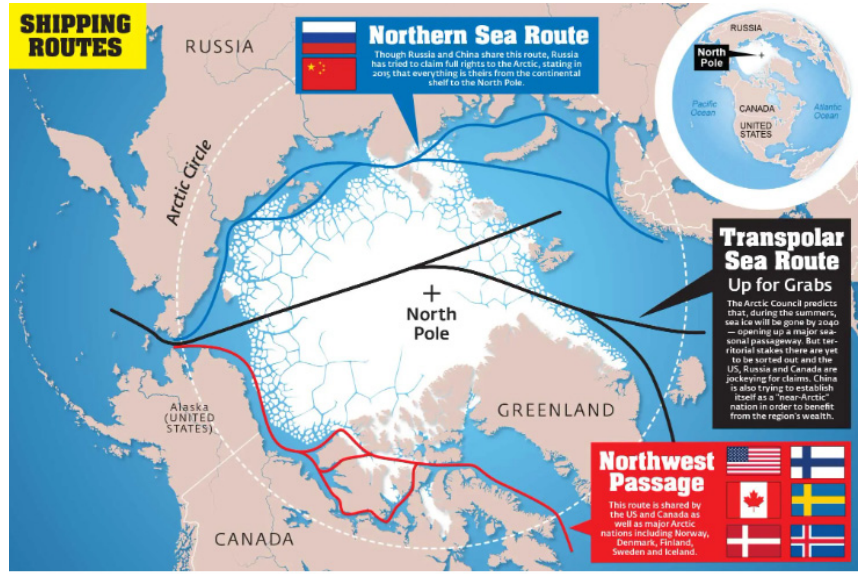 SHIPPING
ROUTES
RUSSIA
Northern Sea Route
Though Russia and China share this route, Russia
has tried to claim full rights to the Arctic, stating in
2015 that everything is theirs from the continental
shelf to the North Pole.
RUSSIA
North
Pole
Pacific
Ocean
CANADA
Atlantic
Ocean
UNITED
STATES
Arctic Circle
Transpolar
Sea Route
Up for Grabs
The Arctic Council predicts
that, during the summers,
sea ice will be gone by 2040
— opening up a major sea-
sonal passageway. But ter-
ritorial stakes there are yet
to be sorted out and the
US, Russia and Canada are
jockeying for claims. China
is also trying to establish
itself as a "near-Arctic"
nation in order to benefit
from the region's wealth.
North
Pole
Alaska
(UNITED
STATES)
GREENLAND
CANADA
Northwest
Passage
This route is shared by
the US and Canada as
well as major Arctic
nations including Norway,
Denmark, Finland,
Sweden and Iceland.